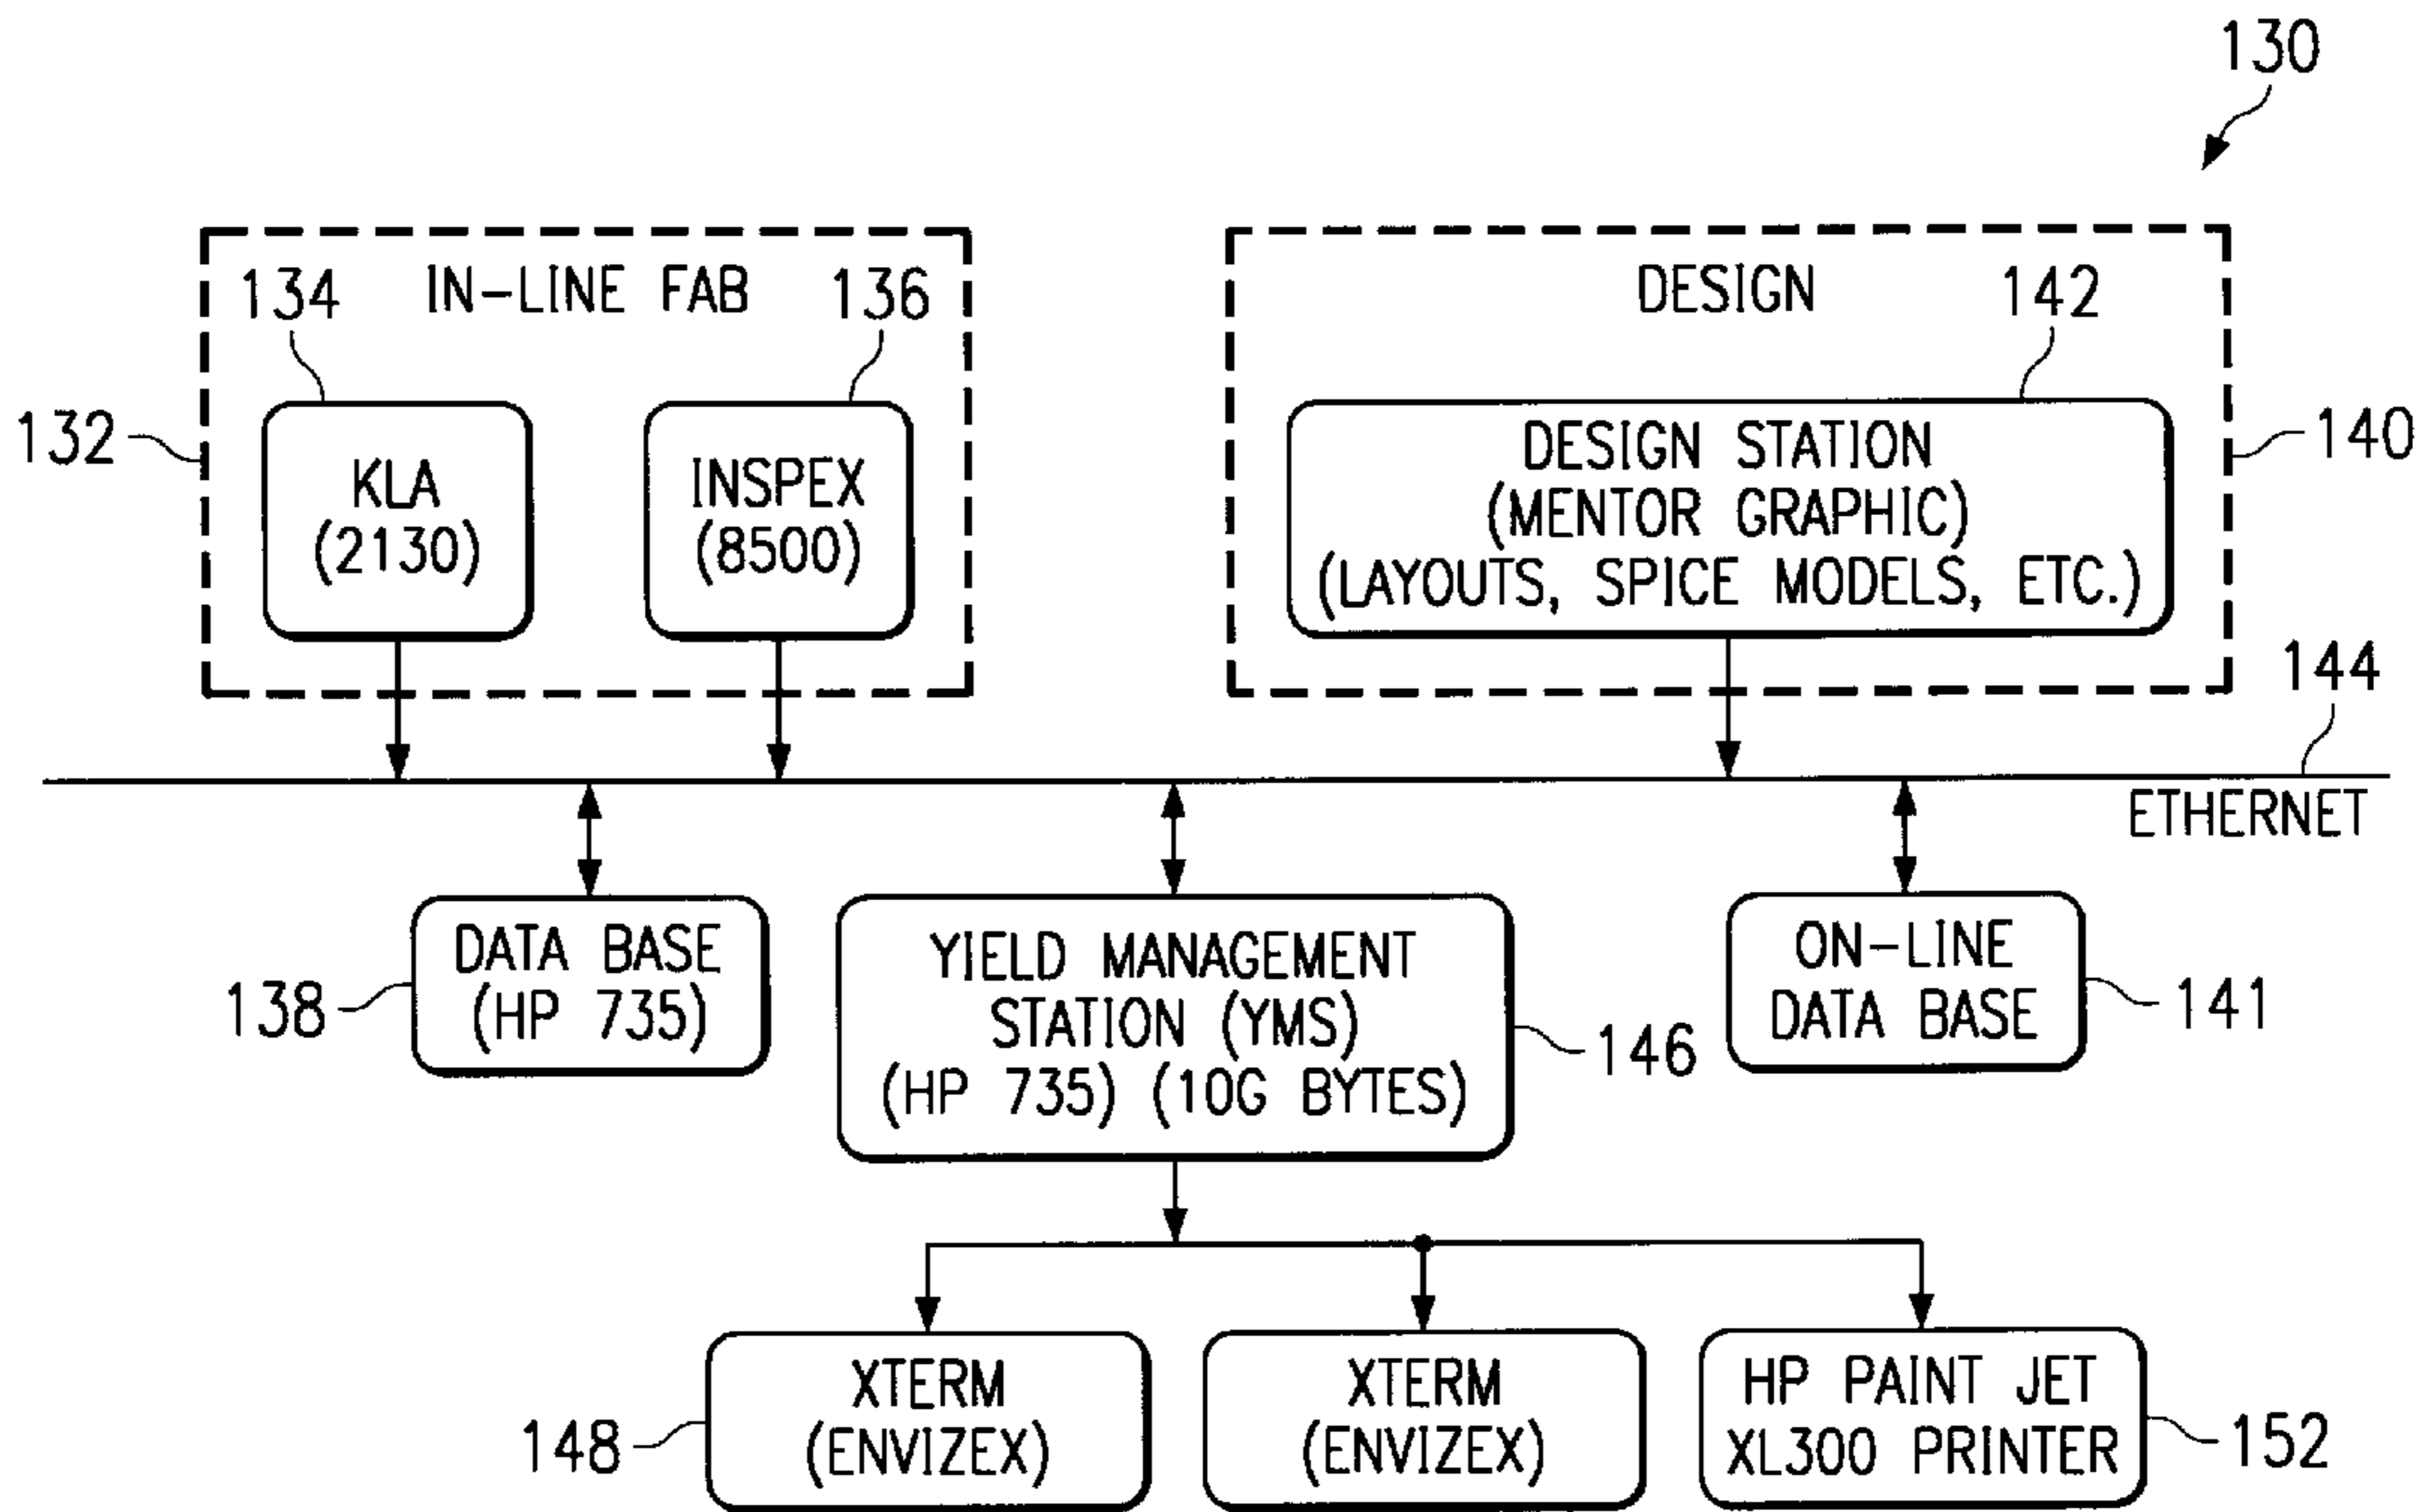 130
134
IN-LINE FAB
136
DESIGN
142
132
KLA
(2130)
INSPEX
(8500)
DESIGN STATION
(MENTOR GRAPHIC)
(LAYOUTS, SPICE MODELS, ETC.)
140
144
ETHERNET
138
DATA BASE
(HP 735)
YIELD MANAGEMENT
STATION (YMS)
(HP 735) (10G BYTES)
146
ON-LINE
DATA BASE
141
148
XTERM
(ENVIZEX)
XTERM
(ENVIZEX)
HP PAINT JET
XL300 PRINTER
152